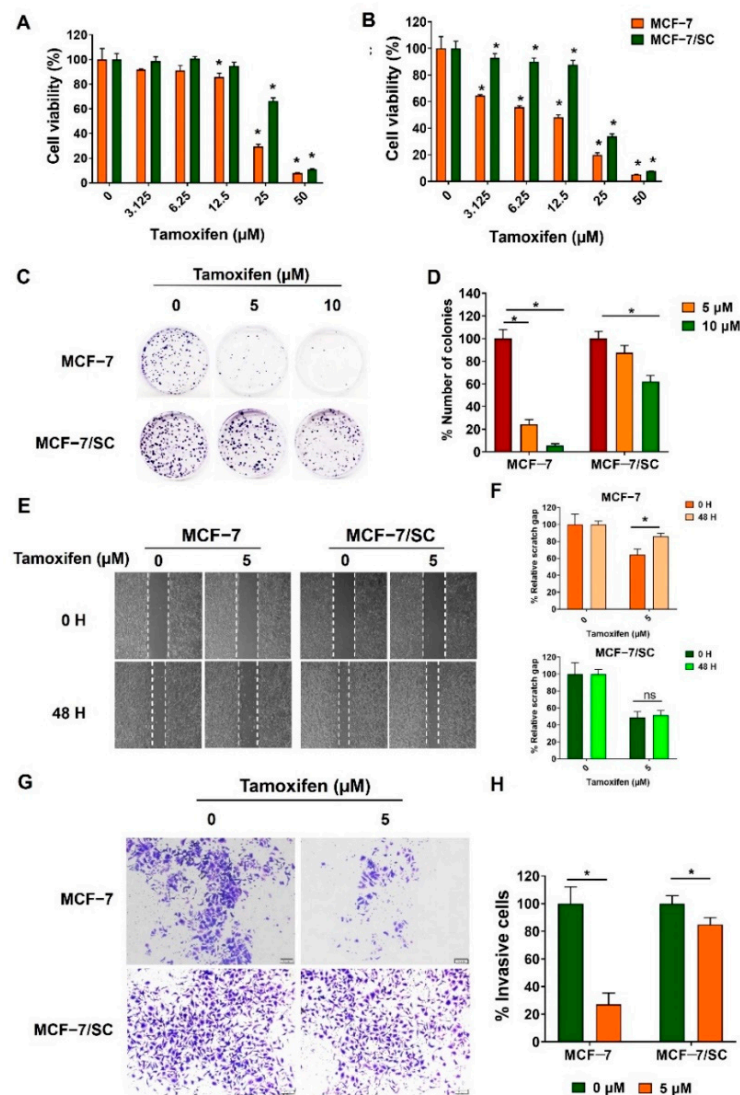 A
Cell viability (%)
120
100
80
60
40
20
0
*
*
*
*
*
0
3.125
6.25
12.5
25
50
Tamoxifen (µM)
B
Cell viability (%)
120
100
80
60
40
20
0
*
*
*
*
*
*
*
*
*
*
0
3.125
6.25
12.5
25
50
Tamoxifen (µM)
MCF−7
MCF−7/SC
C
Tamoxifen (µM)
0 5 10
MCF−7
MCF−7/SC
D
% Number of colonies
140
120
100
80
60
40
20
0
*
*
*
MCF−7 MCF−7/SC
5 µM
10 µM
E
MCF−7 MCF−7/SC
Tamoxifen (µM) 0 5 0 5
0 H
48 H
F
MCF−7
% Relative scratch gap
120
100
80
60
40
20
0
*
0 5
Tamoxifen (µM)
0 H
48 H
MCF−7/SC
% Relative scratch gap
120
100
80
60
40
20
0
ns
0 5
Tamoxifen (µM)
0 H
48 H
G
Tamoxifen (µM)
0 5
MCF−7
MCF−7/SC
H
% Invasive cells
120
100
80
60
40
20
0
*
*
MCF−7 MCF−7/SC
0 µM 5 µM